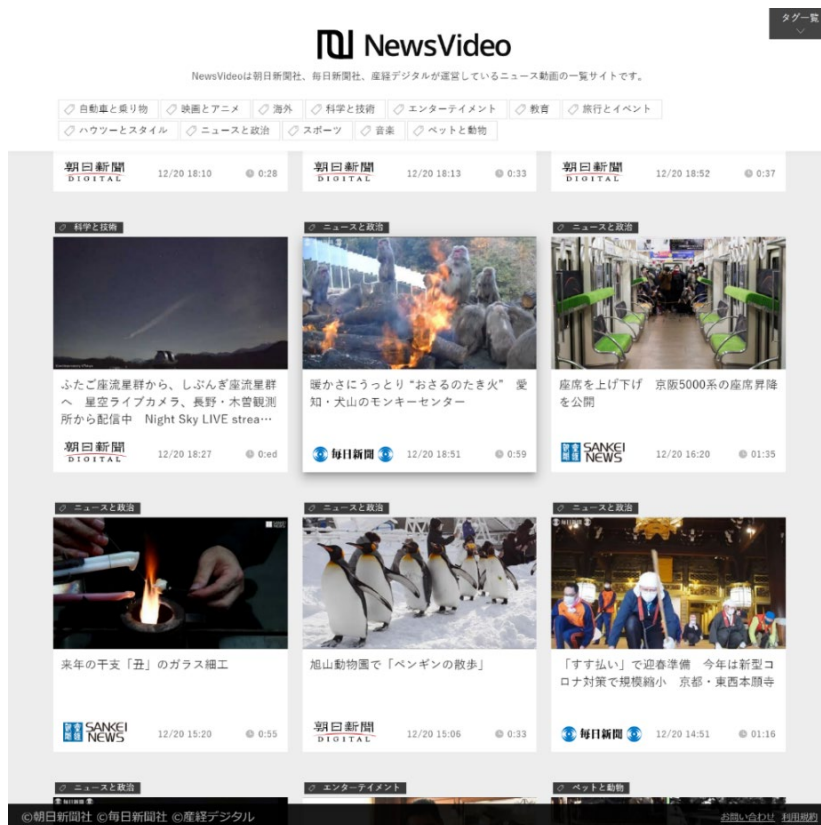 タグ一覧
NewsVideo
NewsVideoは朝日新聞社、毎日新聞社、産経デジタルが運営しているニュース動画の一覧サイトです。
自動車と乗り物 映画とアニメ 海外 科学と技術 エンターテイメント 教育 旅行とイベント
ハウツーとスタイル ニュースと政治 スポーツ 音楽 ペットと動物
朝日新聞 DIGITAL 12/20 18:10 0:28
朝日新聞 DIGITAL 12/20 18:13 0:33
朝日新聞 DIGITAL 12/20 18:52 0:37
科学と技術
ふたご座流星群から、しぶんぎ座流星群
へ 星空ライブカメラ、長野・木曽観測
所から配信中 Night Sky LIVE strea…
朝日新聞 DIGITAL 12/20 18:27 0:ed
ニュースと政治
暖かさにうっとり “おさるのたき火” 愛
知・犬山のモンキーセンター
毎日新聞 12/20 18:51 0:59
ニュースと政治
座席を上げ下げ 京阪5000系の座席昇降
を公開
産経新聞 SANKEI NEWS 12/20 16:20 01:35
ニュースと政治
SANKEI NEWS
来年の干支「丑」のガラス細工
産経新聞 SANKEI NEWS 12/20 15:20 0:55
ニュースと政治
旭山動物園で「ペンギンの散歩」
朝日新聞 DIGITAL 12/20 15:06 0:33
ニュースと政治
毎日新聞
「すす払い」で迎春準備 今年は新型コ
ロナ対策で規模縮小 京都・東西本願寺
毎日新聞 12/20 14:51 01:16
ニュースと政治
毎日新聞
エンターテイメント
ペットと動物
©朝日新聞社 ©毎日新聞社 ©産経デジタル
お問い合わせ 利用規約